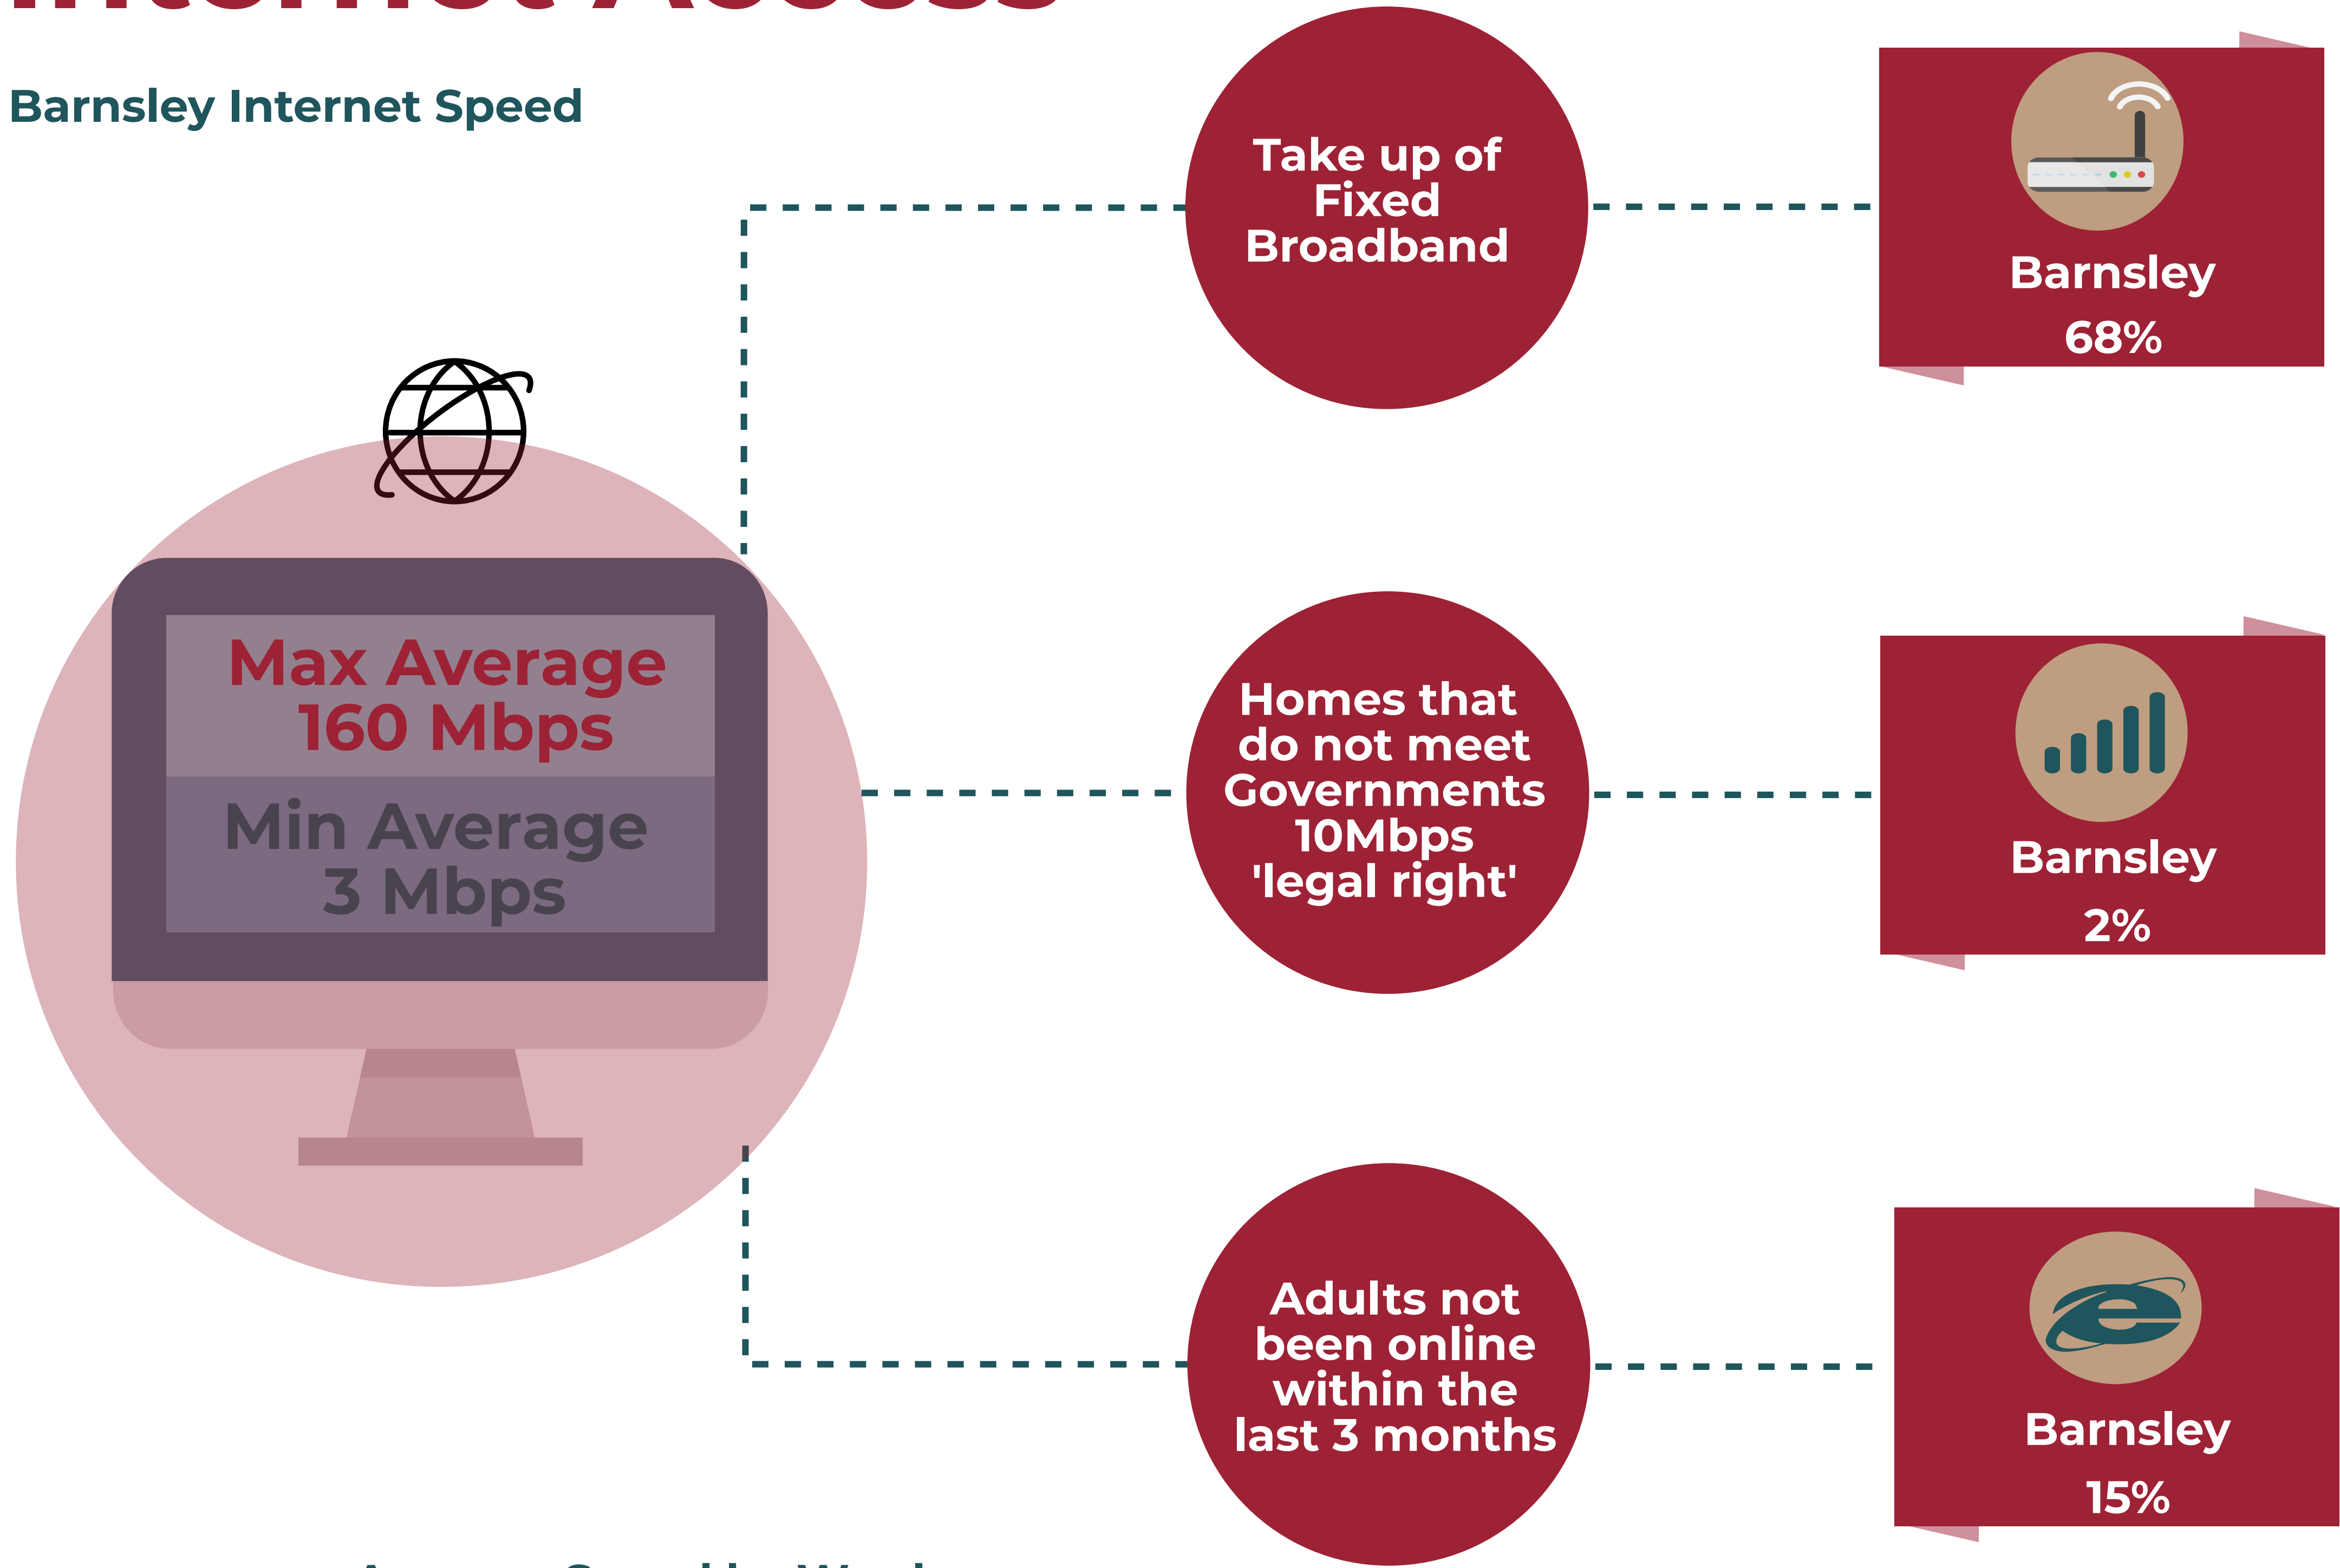 Barnsley Internet Speed
Max Average
160 Mbps
Min Average
3 Mbps
Take up of
Fixed
Broadband
Barnsley
68%
Homes that
do not meet
Governments
10Mbps
'legal right'
Barnsley
2%
Adults not
been online
within the
last 3 months
Barnsley
15%